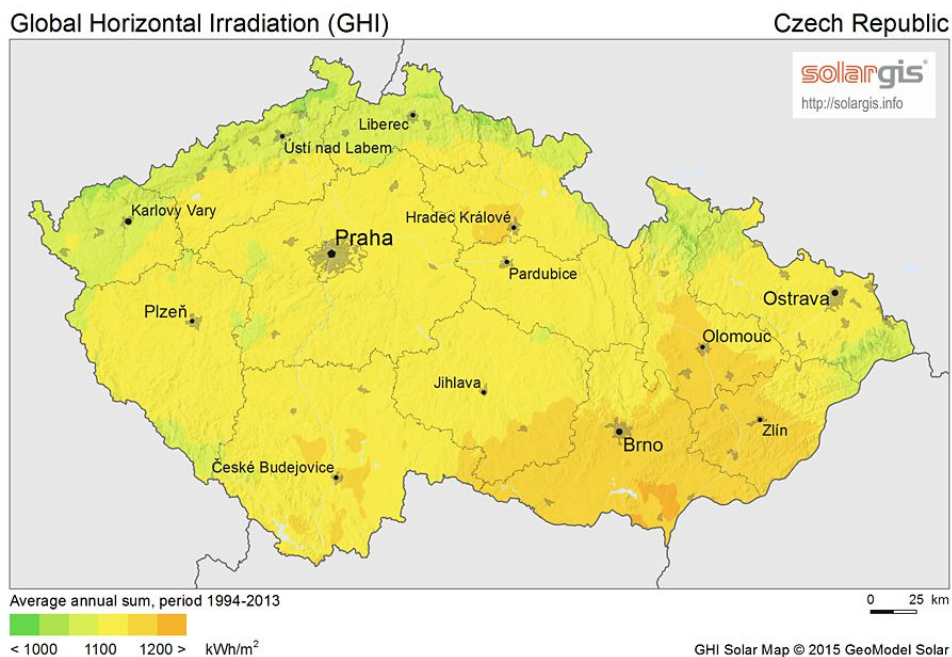 Global Horizontal Irradiation (GHI)
Czech Republic
solargis®
http://solargis.info
Liberec
Ústí nad Labem
Karlovy Vary
Hradec Králové
Praha
Pardubice
Plzeň
Ostrava
Olomouc
Jihlava
Zlín
Brno
České Budejovice
Average annual sum, period 1994-2013
0 25 km
< 1000 1100 1200 > kWh/m²
GHI Solar Map © 2015 GeoModel Solar